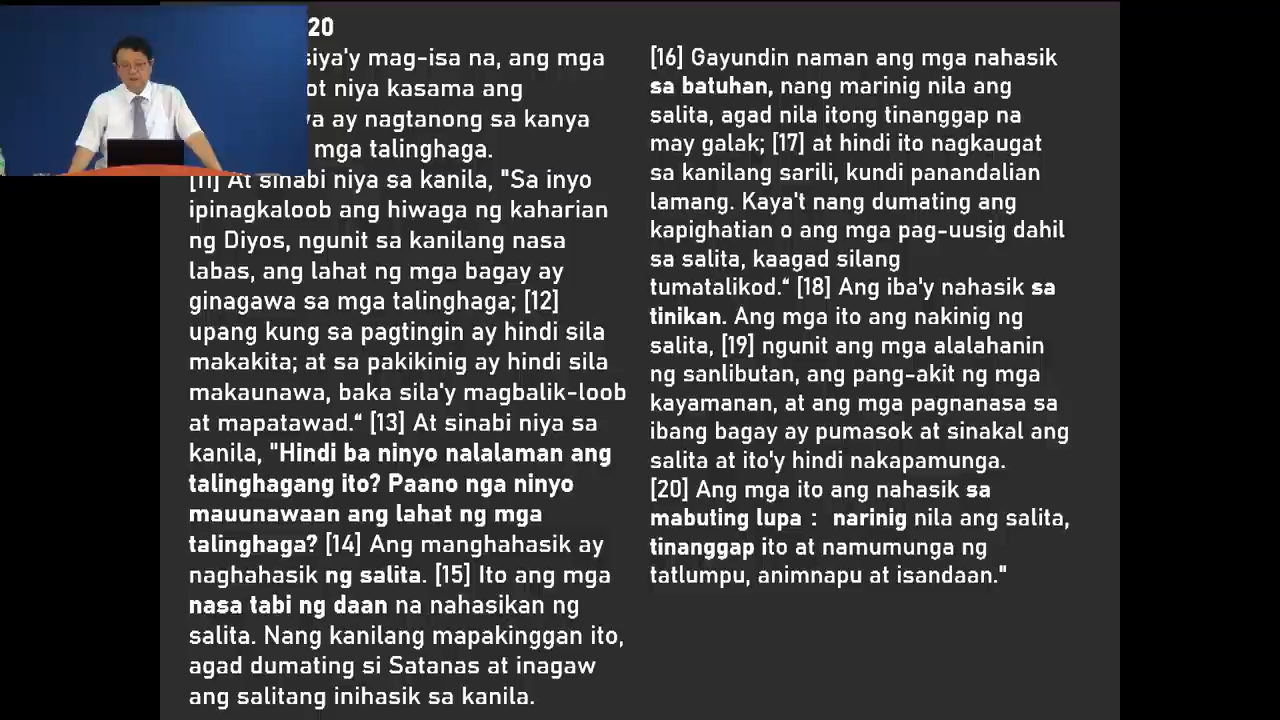 20
siya'y mag-isa na, ang mga
niya kasama ang
ay nagtanong sa kanya
mga talinghaga.
[11] At sinabi niya sa kanila, "Sa inyo
ipinagkaloob ang hiwaga ng kaharian
ng Diyos, ngunit sa kanilang nasa
labas, ang lahat ng mga bagay ay
ginagawa sa mga talinghaga; [12]
upang kung sa pagtingin ay hindi sila
makakita; at sa pakikinig ay hindi sila
makaunawa, baka sila'y magbalik-loob
at mapatawad.“ [13] At sinabi niya sa
kanila, "Hindi ba ninyo nalalaman ang
talinghagang ito? Paano nga ninyo
mauunawaan ang lahat ng mga
talinghaga? [14] Ang manghahasik ay
naghahasik ng salita. [15] Ito ang mga
nasa tabi ng daan na nahasikan ng
salita. Nang kanilang mapakinggan ito,
agad dumating si Satanas at inagaw
ang salitang inihasik sa kanila.
[16] Gayundin naman ang mga nahasik
sa batuhan, nang marinig nila ang
salita, agad nila itong tinanggap na
may galak; [17] at hindi ito nagkaugat
sa kanilang sarili, kundi panandalian
lamang. Kaya't nang dumating ang
kapighatian o ang mga pag-uusig dahil
sa salita, kaagad silang
tumatalikod.“ [18] Ang iba'y nahasik sa
tinikan. Ang mga ito ang nakinig ng
salita, [19] ngunit ang mga alalahanin
ng sanlibutan, ang pang-akit ng mga
kayamanan, at ang mga pagnanasa sa
ibang bagay ay pumasok at sinakal ang
salita at ito'y hindi nakapamunga.
[20] Ang mga ito ang nahasik sa
mabuting lupa : narinig nila ang salita,
tinanggap ito at namumunga ng
tatlumpu, animnapu at isandaan."